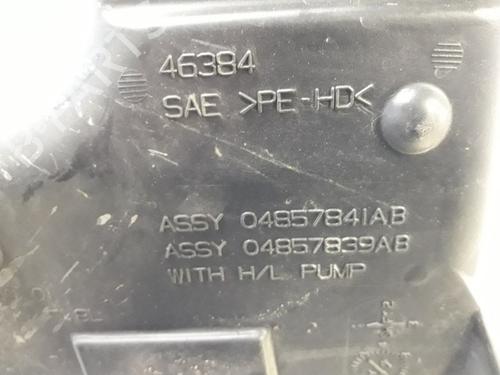 46384
SAE >PE-HD<
ASSY 04857841AB
ASSY 04857839AB
WITH H/L PUMP